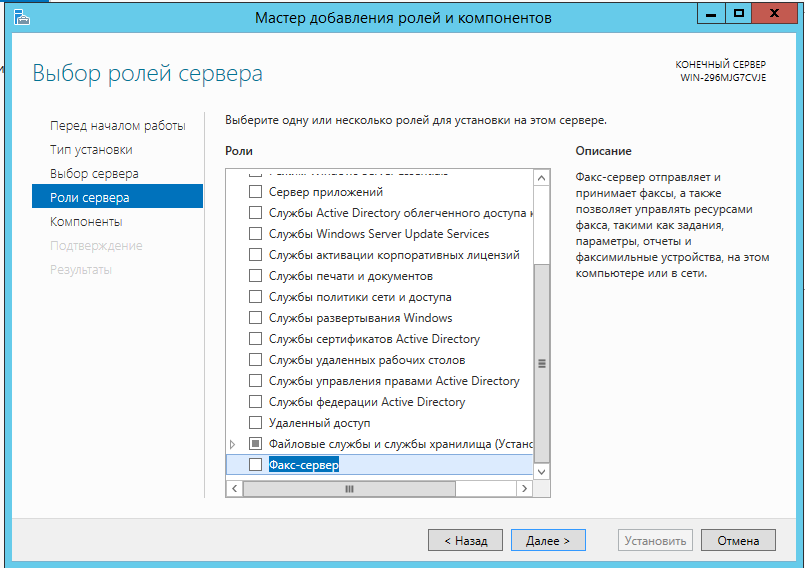 Мастер добавления ролей и компонентов
Выбор ролей сервера
КОНЕЧНЫЙ СЕРВЕР
WIN-296MJG7CVJE
Перед началом работы
Тип установки
Выбор сервера
Роли сервера
Компоненты
Подтверждение
Результаты
Выберите одну или несколько ролей для установки на этом сервере.
Роли
Сервер приложений
Службы Active Directory облегченного доступа к
Службы Windows Server Update Services
Службы активации корпоративных лицензий
Службы печати и документов
Службы политики сети и доступа
Службы развертывания Windows
Службы сертификатов Active Directory
Службы удаленных рабочих столов
Службы управления правами Active Directory
Службы федерации Active Directory
Удаленный доступ
Файловые службы и службы хранилища (Устано
Факс-сервер
Описание
Факс-сервер отправляет и
принимает факсы, а также
позволяет управлять ресурсами
факса, такими как задания,
параметры, отчеты и
факсимильные устройства, на этом
компьютере или в сети.
< Назад
Далее >
Установить
Отмена